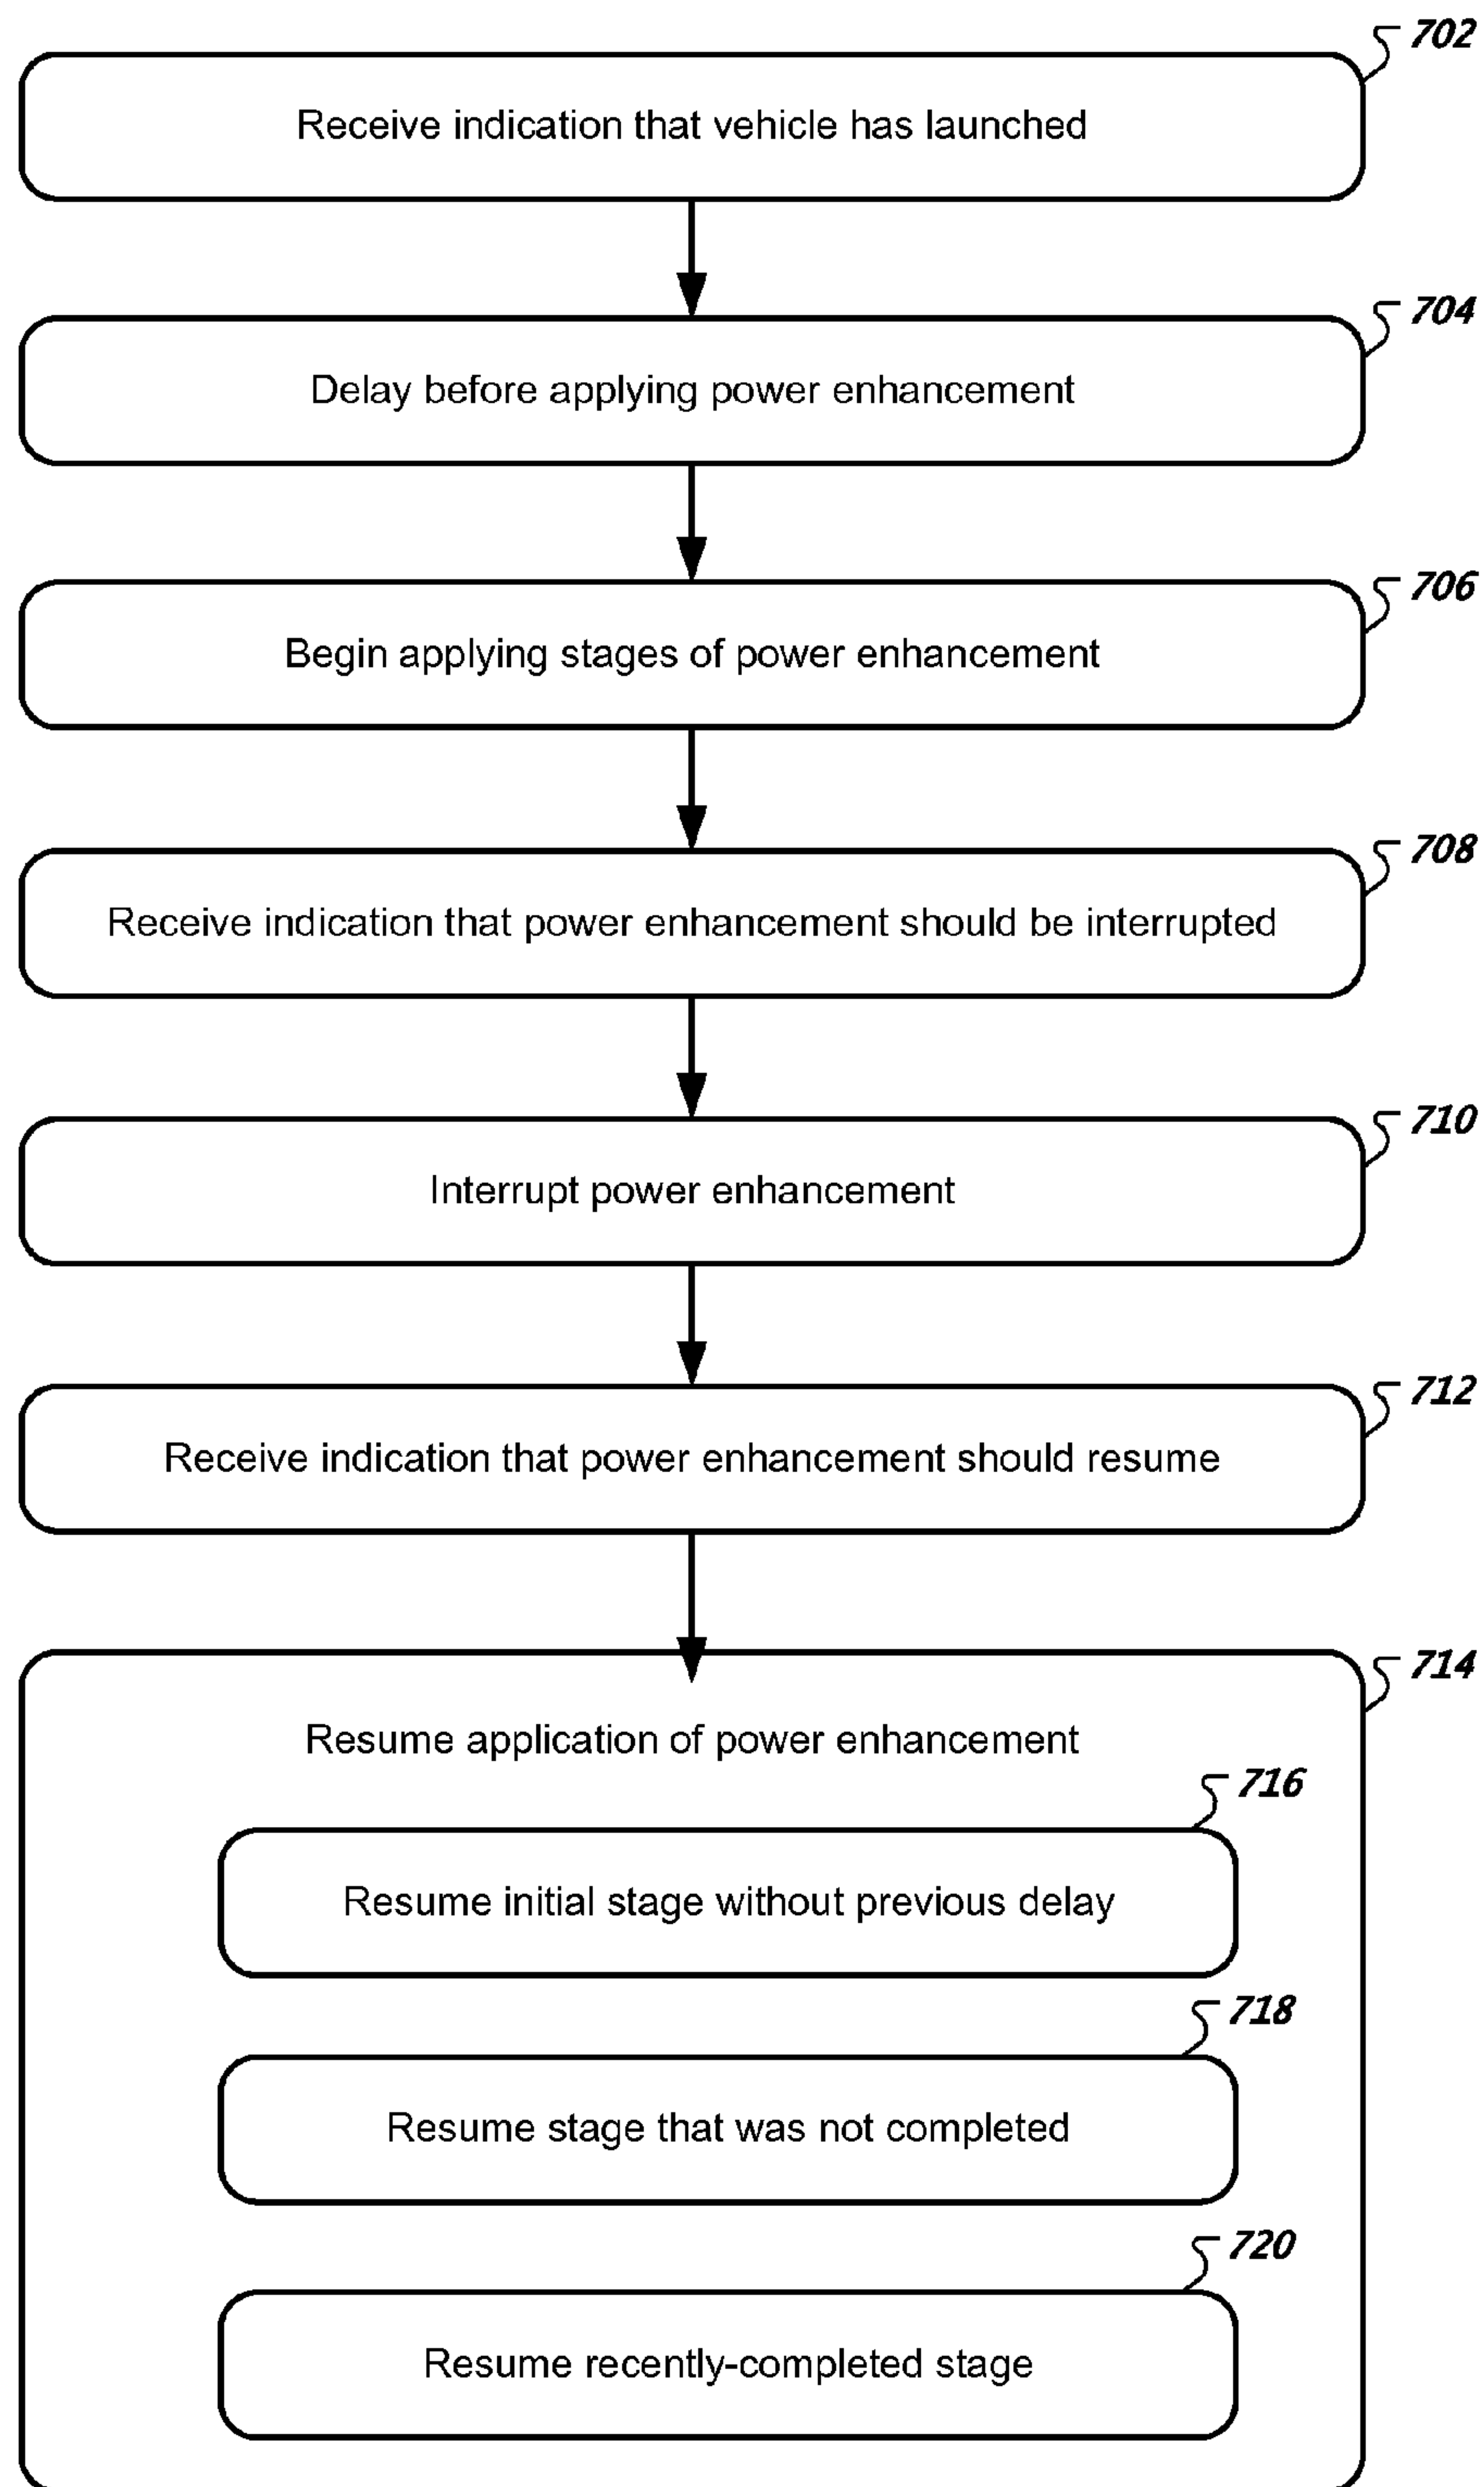 702
Receive indication that vehicle has launched
704
Delay before applying power enhancement
706
Begin applying stages of power enhancement
708
Receive indication that power enhancement should be interrupted
710
Interrupt power enhancement
712
Receive indication that power enhancement should resume
714
Resume application of power enhancement
716
Resume initial stage without previous delay
718
Resume stage that was not completed
720
Resume recently-completed stage